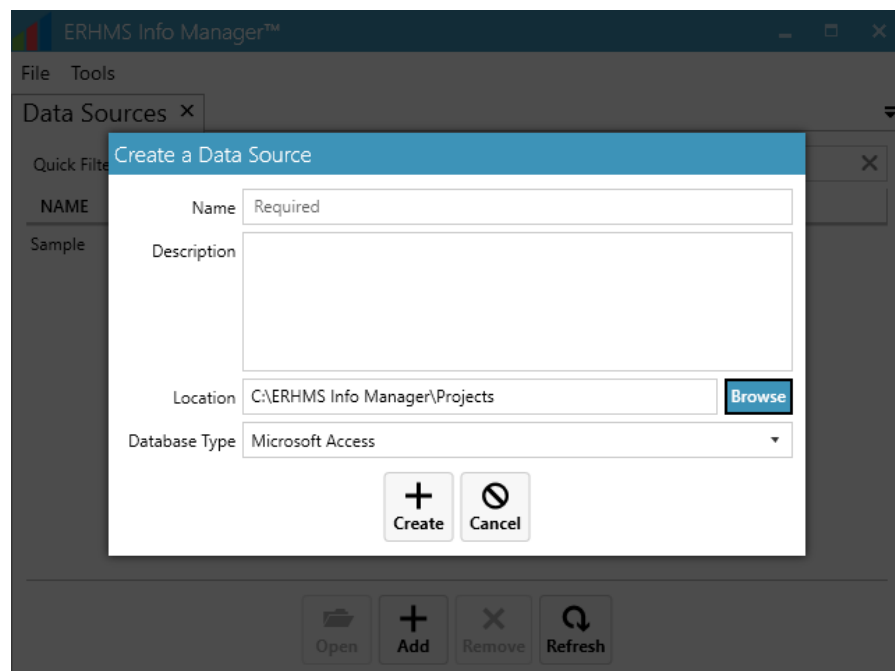 ERHMS Info Manager™
File Tools
Data Sources
Quick Filte
Create a Data Source
NAME
Name Required
Sample
Description
Location C:\ERHMS Info Manager\Projects Browse
Database Type Microsoft Access
Create Cancel
Open Add Remove Refresh